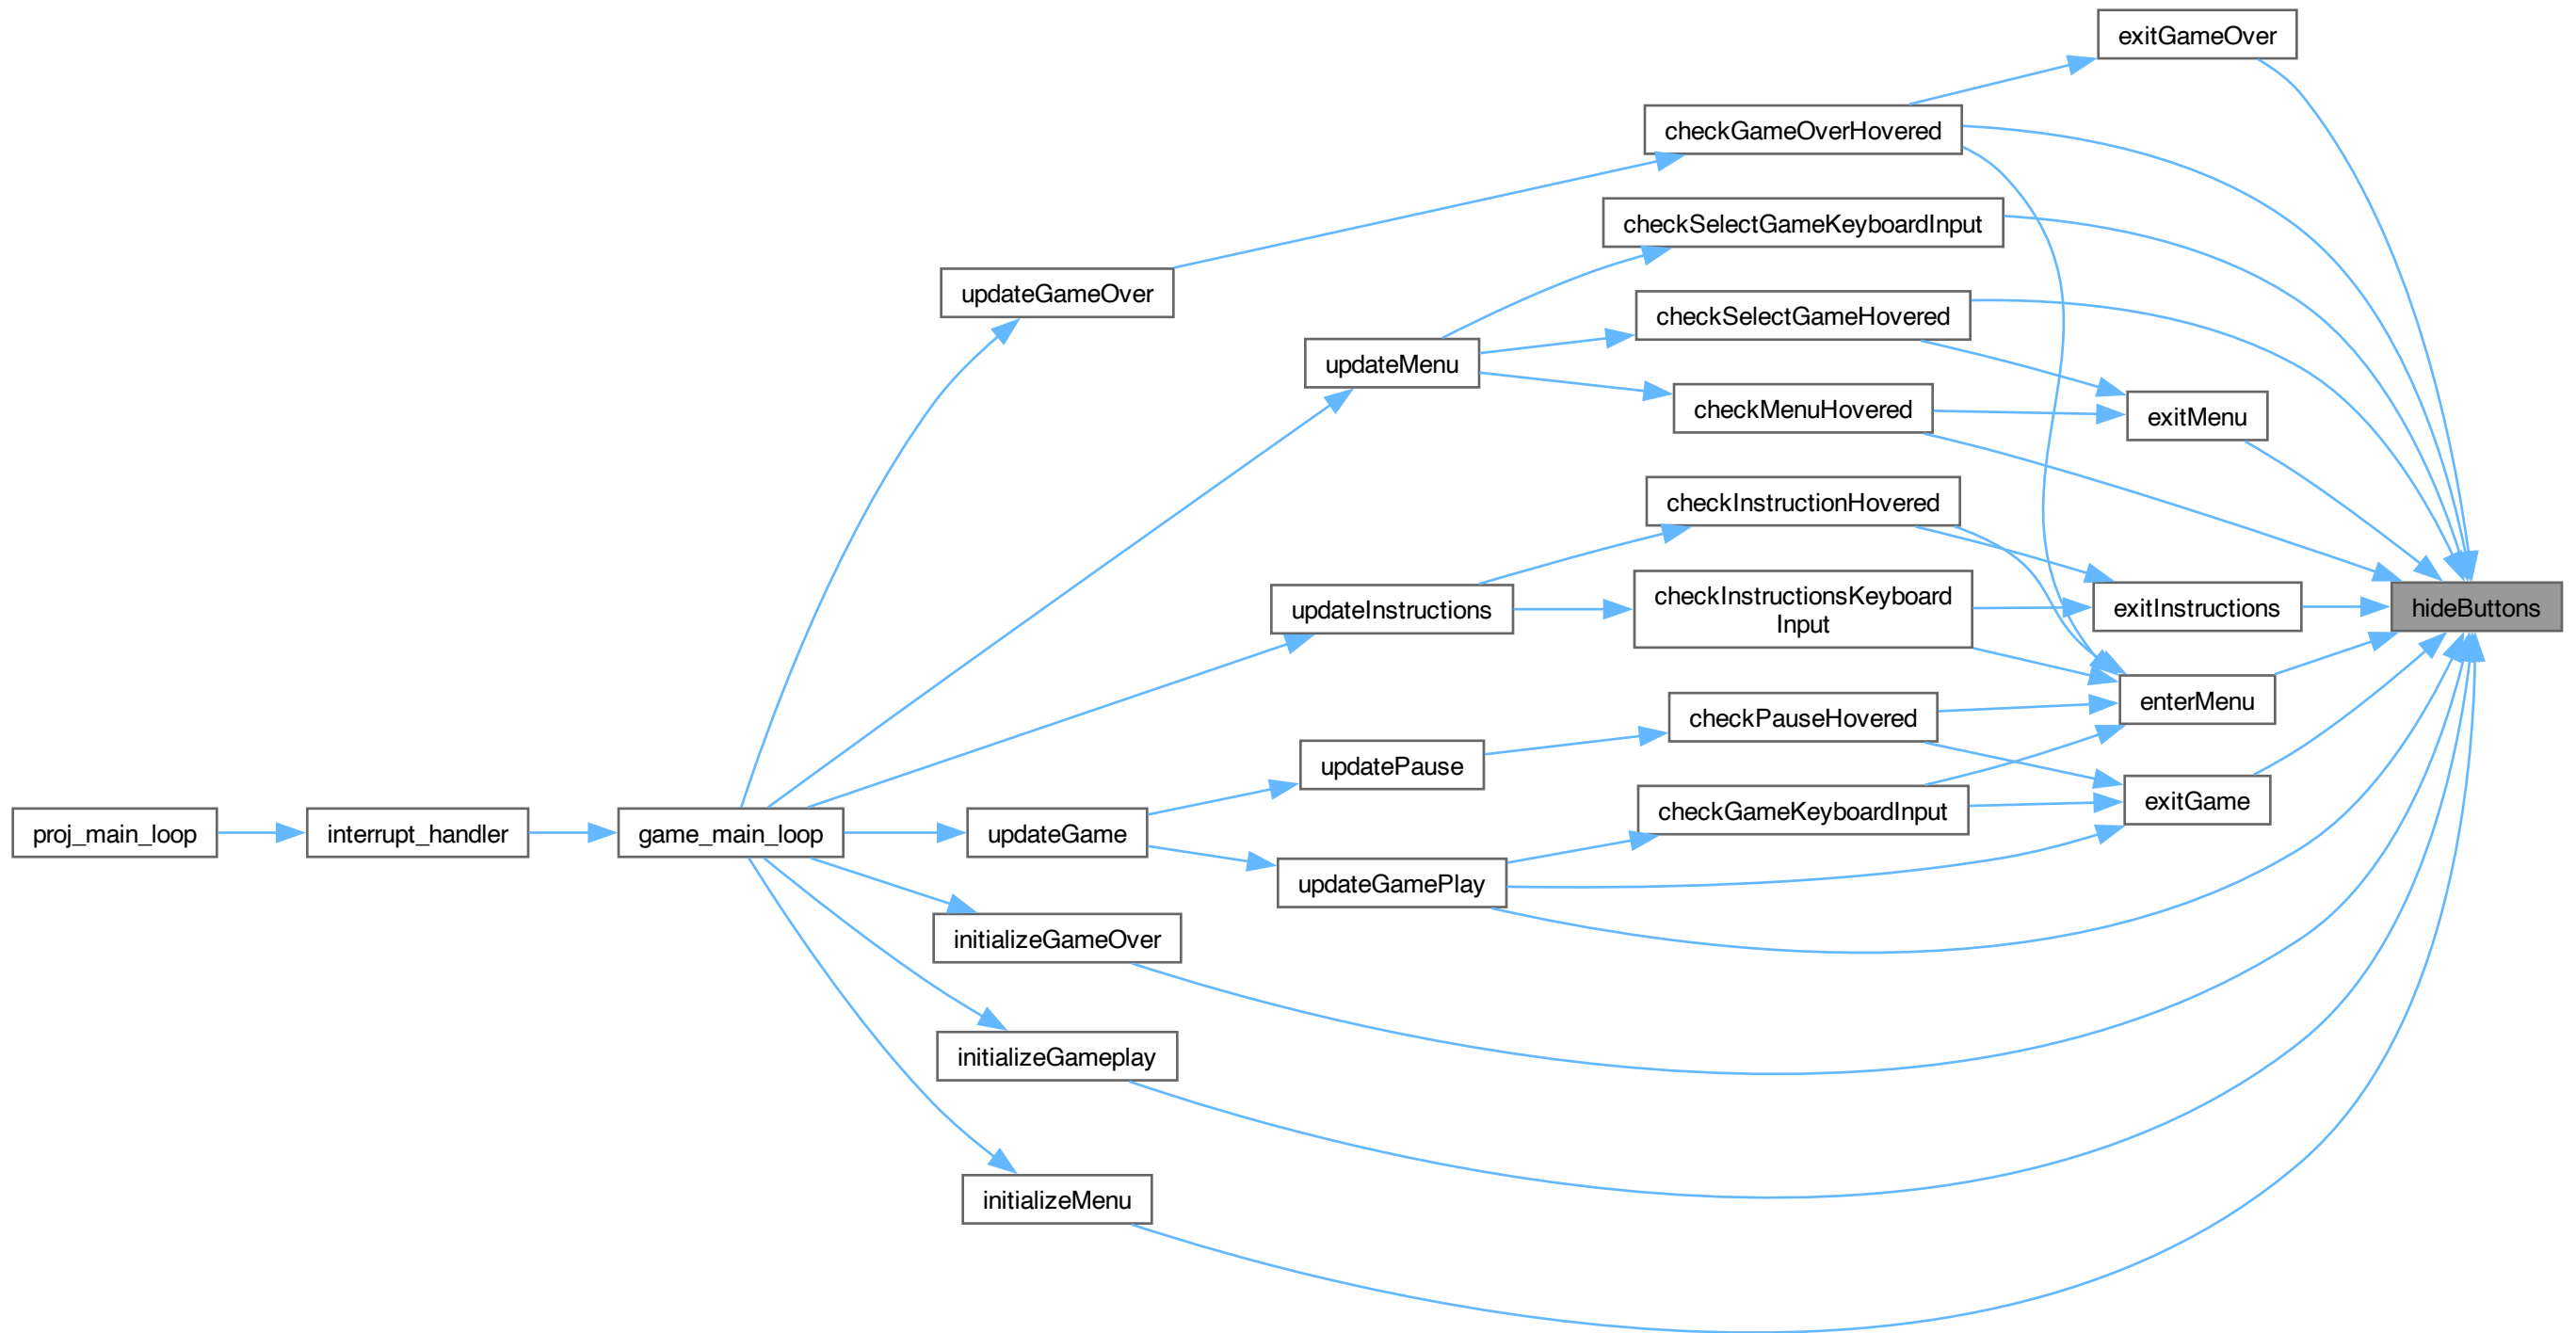 exitGameOver
checkGameOverHovered
checkSelectGameKeyboardInput
updateGameOver
checkSelectGameHovered
updateMenu
checkMenuHovered
exitMenu
checkInstructionHovered
checkInstructionsKeyboard
Input
updateInstructions
exitInstructions
hideButtons
enterMenu
checkPauseHovered
updatePause
exitGame
checkGameKeyboardInput
proj_main_loop
interrupt_handler
game_main_loop
updateGame
updateGamePlay
initializeGameOver
initializeGameplay
initializeMenu